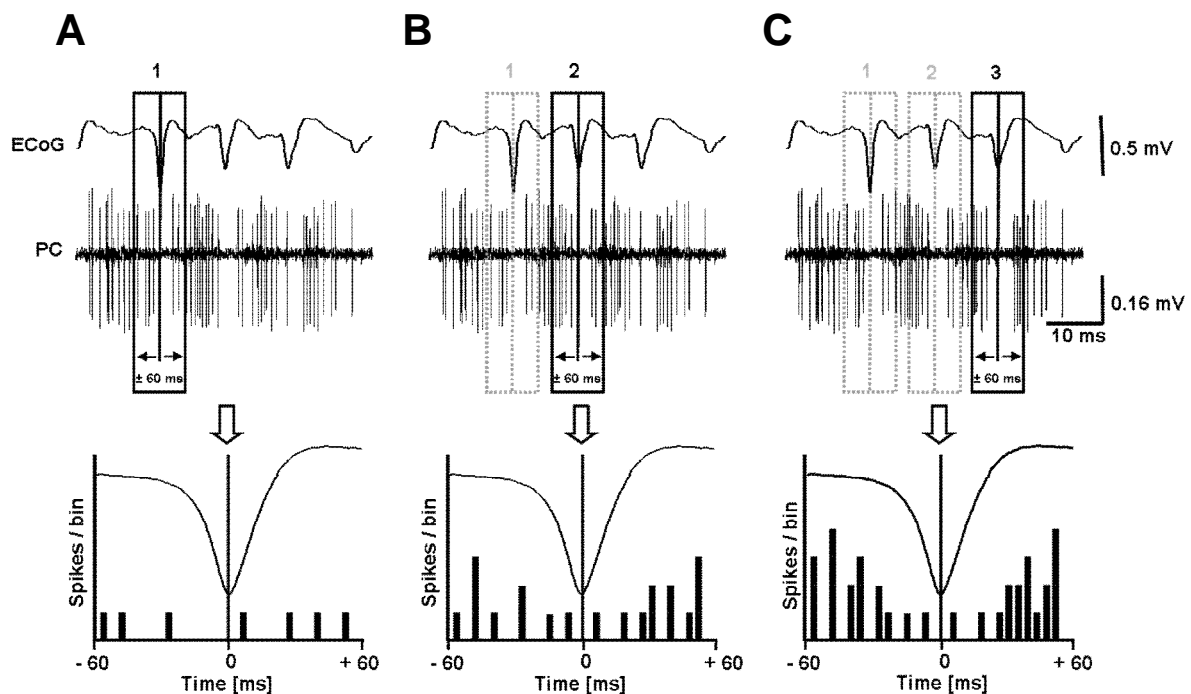 A B C
1 1 2 1 2 3
ECoG
0.5 mV
PC
0.16 mV
10 ms
± 60 ms ± 60 ms ± 60 ms
Spikes / bin Spikes / bin Spikes / bin
- 60 0 + 60 - 60 0 + 60 - 60 0 + 60
Time [ms] Time [ms] Time [ms]